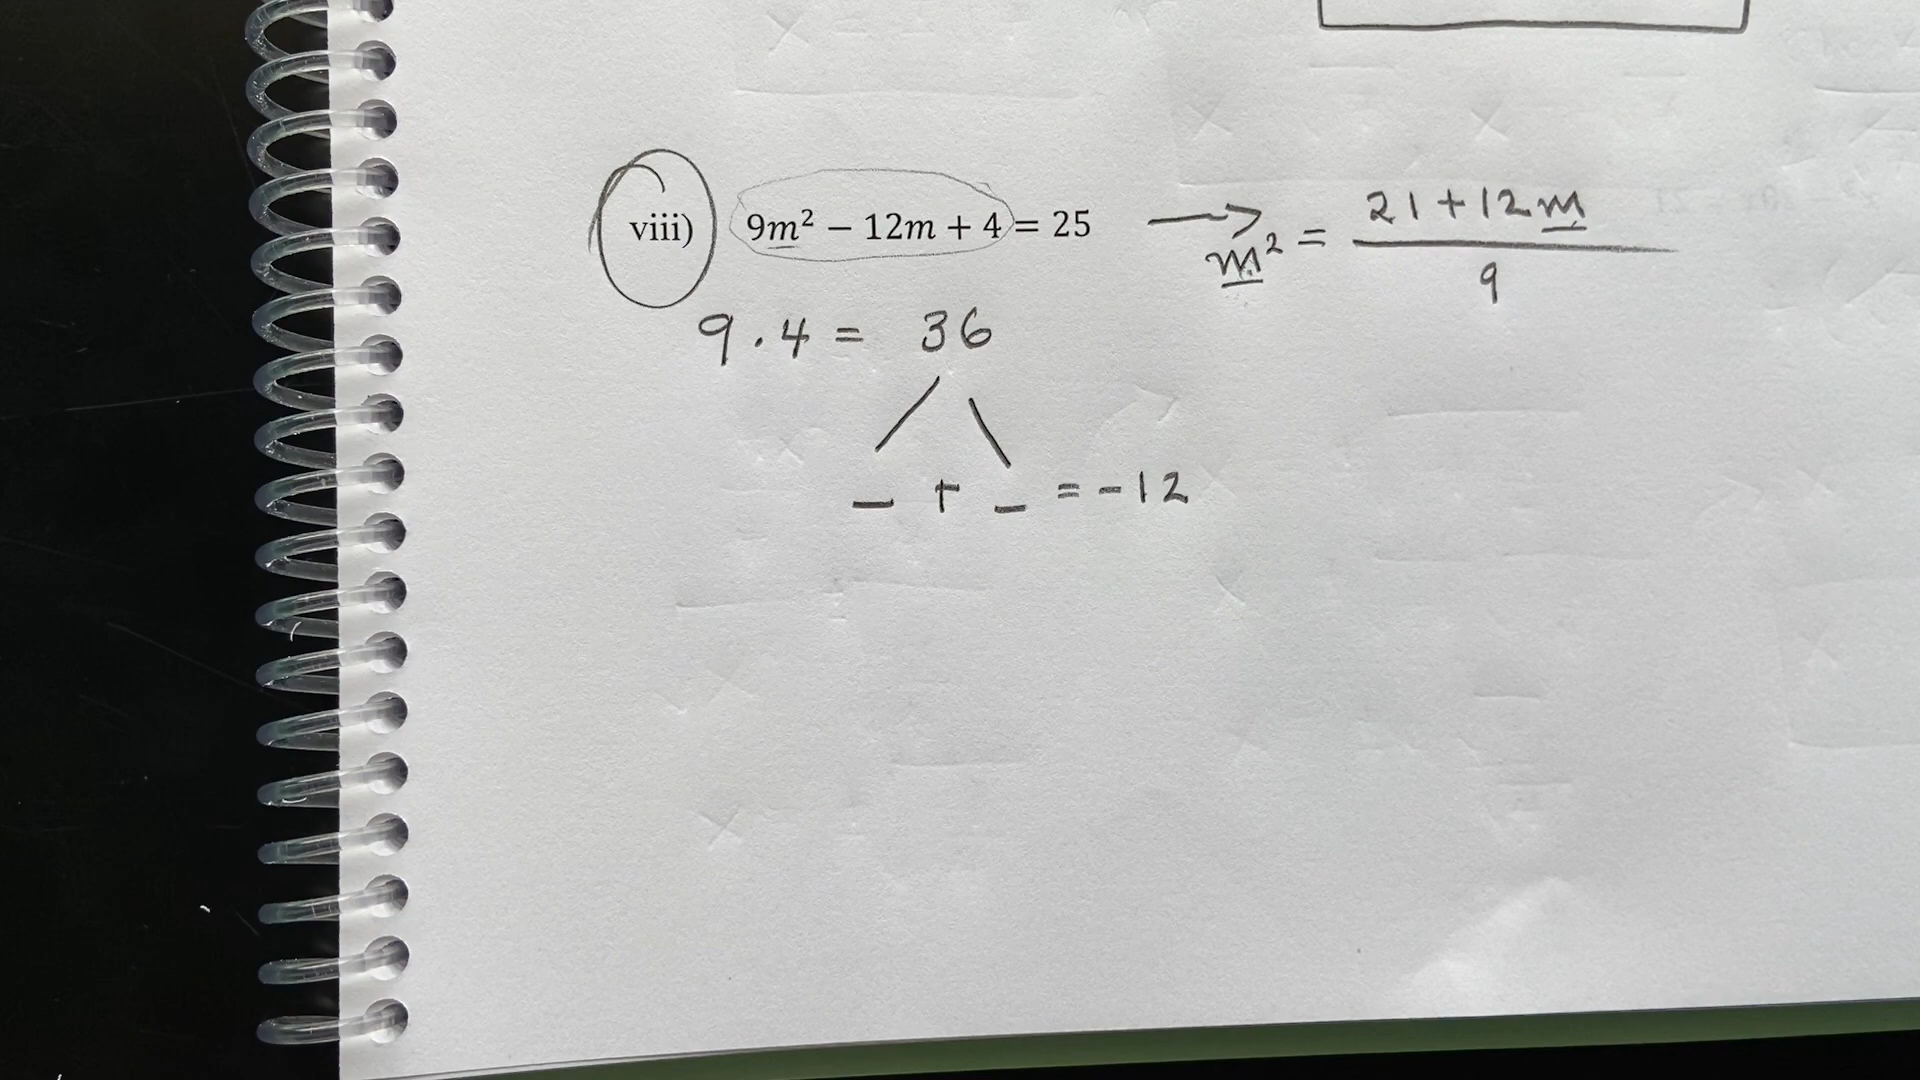 viii) 9m² − 12m + 4 = 25 → m² = (21 + 12m)/9
9 . 4 = 36
_ + _ = -12